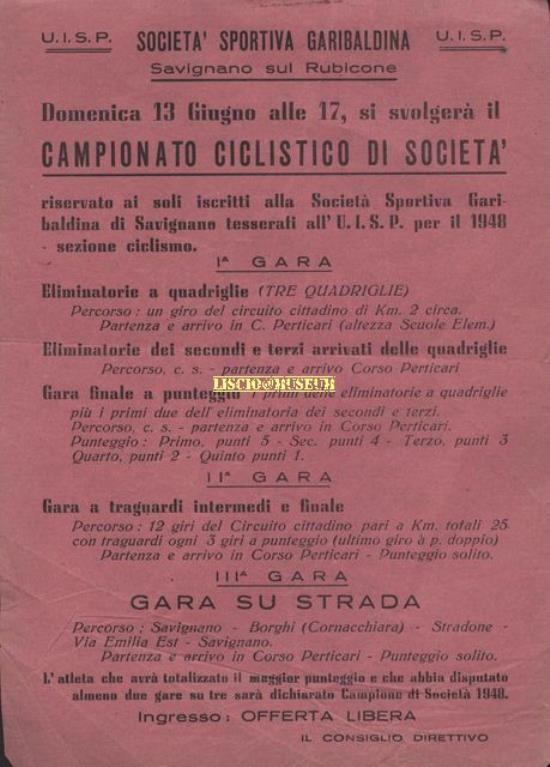 U. I. S. P. SOCIETA' SPORTIVA GARIBALDINA U. I. S. P.
Savignano sul Rubicone
Domenica 13 Giugno alle 17, si svolgerà il
CAMPIONATO CICLISTICO DI SOCIETA'
riservato ai soli iscritti alla Società Sportiva Gari-
baldina di Savignano tesserati all' U. I. S. P. per il 1948
- sezione ciclismo.
Iª GARA
Eliminatorie a quadriglie (TRE QUADRIGLIE)
Percorso : un giro del circuito cittadino di Km. 2 circa.
Partenza e arrivo in C. Perticari (altezza Scuole Elem.)
Eliminatorie dei secondi e terzi arrivati delle quadriglie
Percorso, c. s. - partenza e arrivo Corso Perticari
LISCIO@MUSEUM
Gara finale a punteggio i primi delle eliminatorie a quadriglie
più i primi due dell' eliminatoria dei secondi e terzi.
Percorso, c. s. - partenza e arrivo in Corso Perticari.
Punteggio : Primo, punti 5 - Sec. punti 4 - Terzo, punti 3
Quarto, punti 2 - Quinto punti 1.
IIª GARA
Gara a traguardi intermedi e finale
Percorso : 12 giri del Circuito cittadino pari a Km. totali 25
con traguardo ogni 3 giri a punteggio (ultimo giro à p. doppio)
Partenza e arrivo in Corso Perticari - Punteggio solito.
IIIª GARA
GARA SU STRADA
Percorso ; Savignano - Borghi (Cornacchiara) - Stradone -
Via Emilia Est - Savignano.
Partenza e arrivo in Corso Perticari - Punteggio solito.
L' atleta che avrà totalizzato il maggior punteggio e che abbia disputato
almeno due gare su tre sarà dichiarato Campione di Società 1948.
Ingresso : OFFERTA LIBERA
IL CONSIGLIO DIRETTIVO